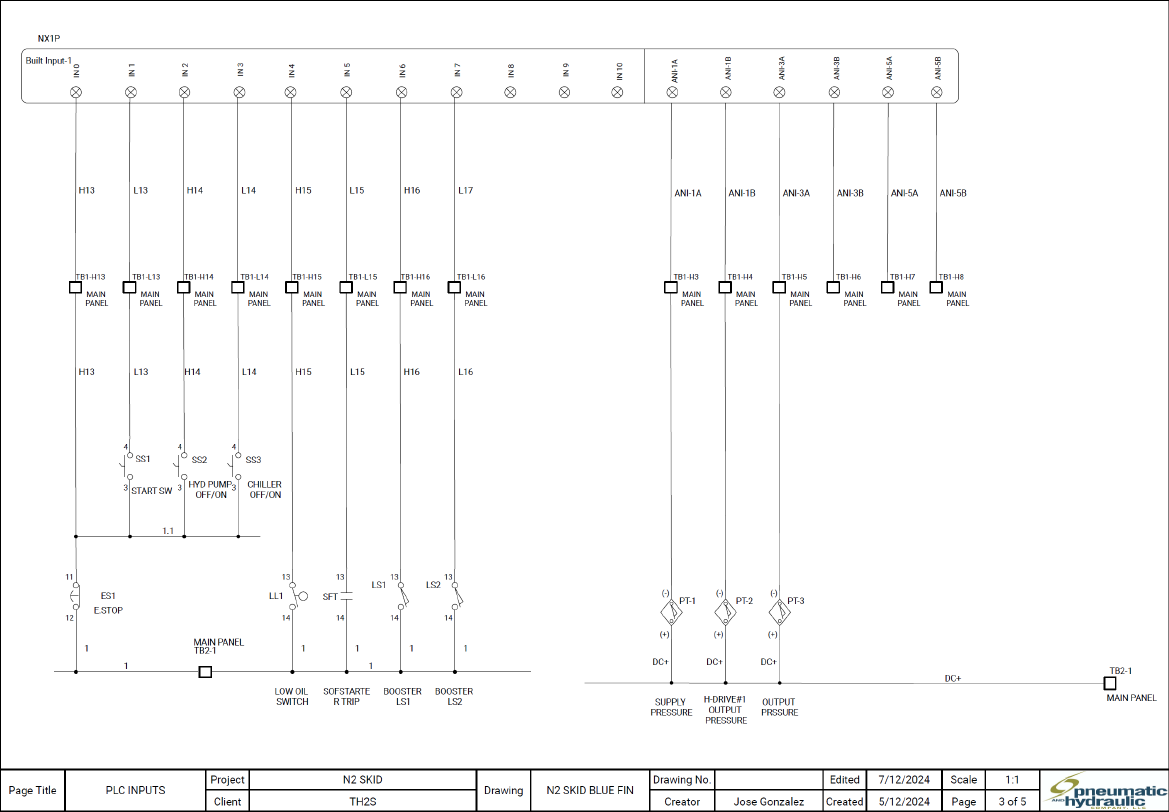 NX1P
Built Input-1
IN 0
IN 1
IN 2
IN 3
IN 4
IN 5
IN 6
IN 7
IN 8
IN 9
IN 10
ANI-1A
ANI-1B
ANI-3A
ANI-3B
ANI-5A
ANI-5B
H13
L13
H14
L14
H15
L15
H16
L17
ANI-1A
ANI-1B
ANI-3A
ANI-3B
ANI-5A
ANI-5B
TB1-H13
MAIN
PANEL
TB1-L13
MAIN
PANEL
TB1-H14
MAIN
PANEL
TB1-L14
MAIN
PANEL
TB1-H15
MAIN
PANEL
TB1-L15
MAIN
PANEL
TB1-H16
MAIN
PANEL
TB1-L16
MAIN
PANEL
TB1-H3
MAIN
PANEL
TB1-H4
MAIN
PANEL
TB1-H5
MAIN
PANEL
TB1-H6
MAIN
PANEL
TB1-H7
MAIN
PANEL
TB1-H8
MAIN
PANEL
H13
L13
H14
L14
H15
L15
H16
L16
4
SS1
3
START SW
4
SS2
3
HYD PUMP
OFF/ON
4
SS3
3
CHILLER
OFF/ON
1.1
11
ES1
E.STOP
12
13
LL1
14
13
SFT
14
13
LS1
14
13
LS2
14
(-)
PT-1
(+)
(-)
PT-2
(+)
(-)
PT-3
(+)
1
1
1
1
1
DC+
DC+
DC+
MAIN PANEL
TB2-1
1
1
DC+
TB2-1
MAIN PANEL
LOW OIL
SWITCH
SOFSTARTE
R TRIP
BOOSTER
LS1
BOOSTER
LS2
SUPPLY
PRESSURE
H-DRIVE#1
OUTPUT
PRESSURE
OUTPUT
PRSSURE
Page Title
PLC INPUTS
Project
N2 SKID
Client
TH2S
Drawing
N2 SKID BLUE FIN
Drawing No.
Creator
Jose Gonzalez
Edited
7/12/2024
Created
5/12/2024
Scale
1:1
Page
3 of 5
pneumatic
AND hydraulic
COMPANY, LLC